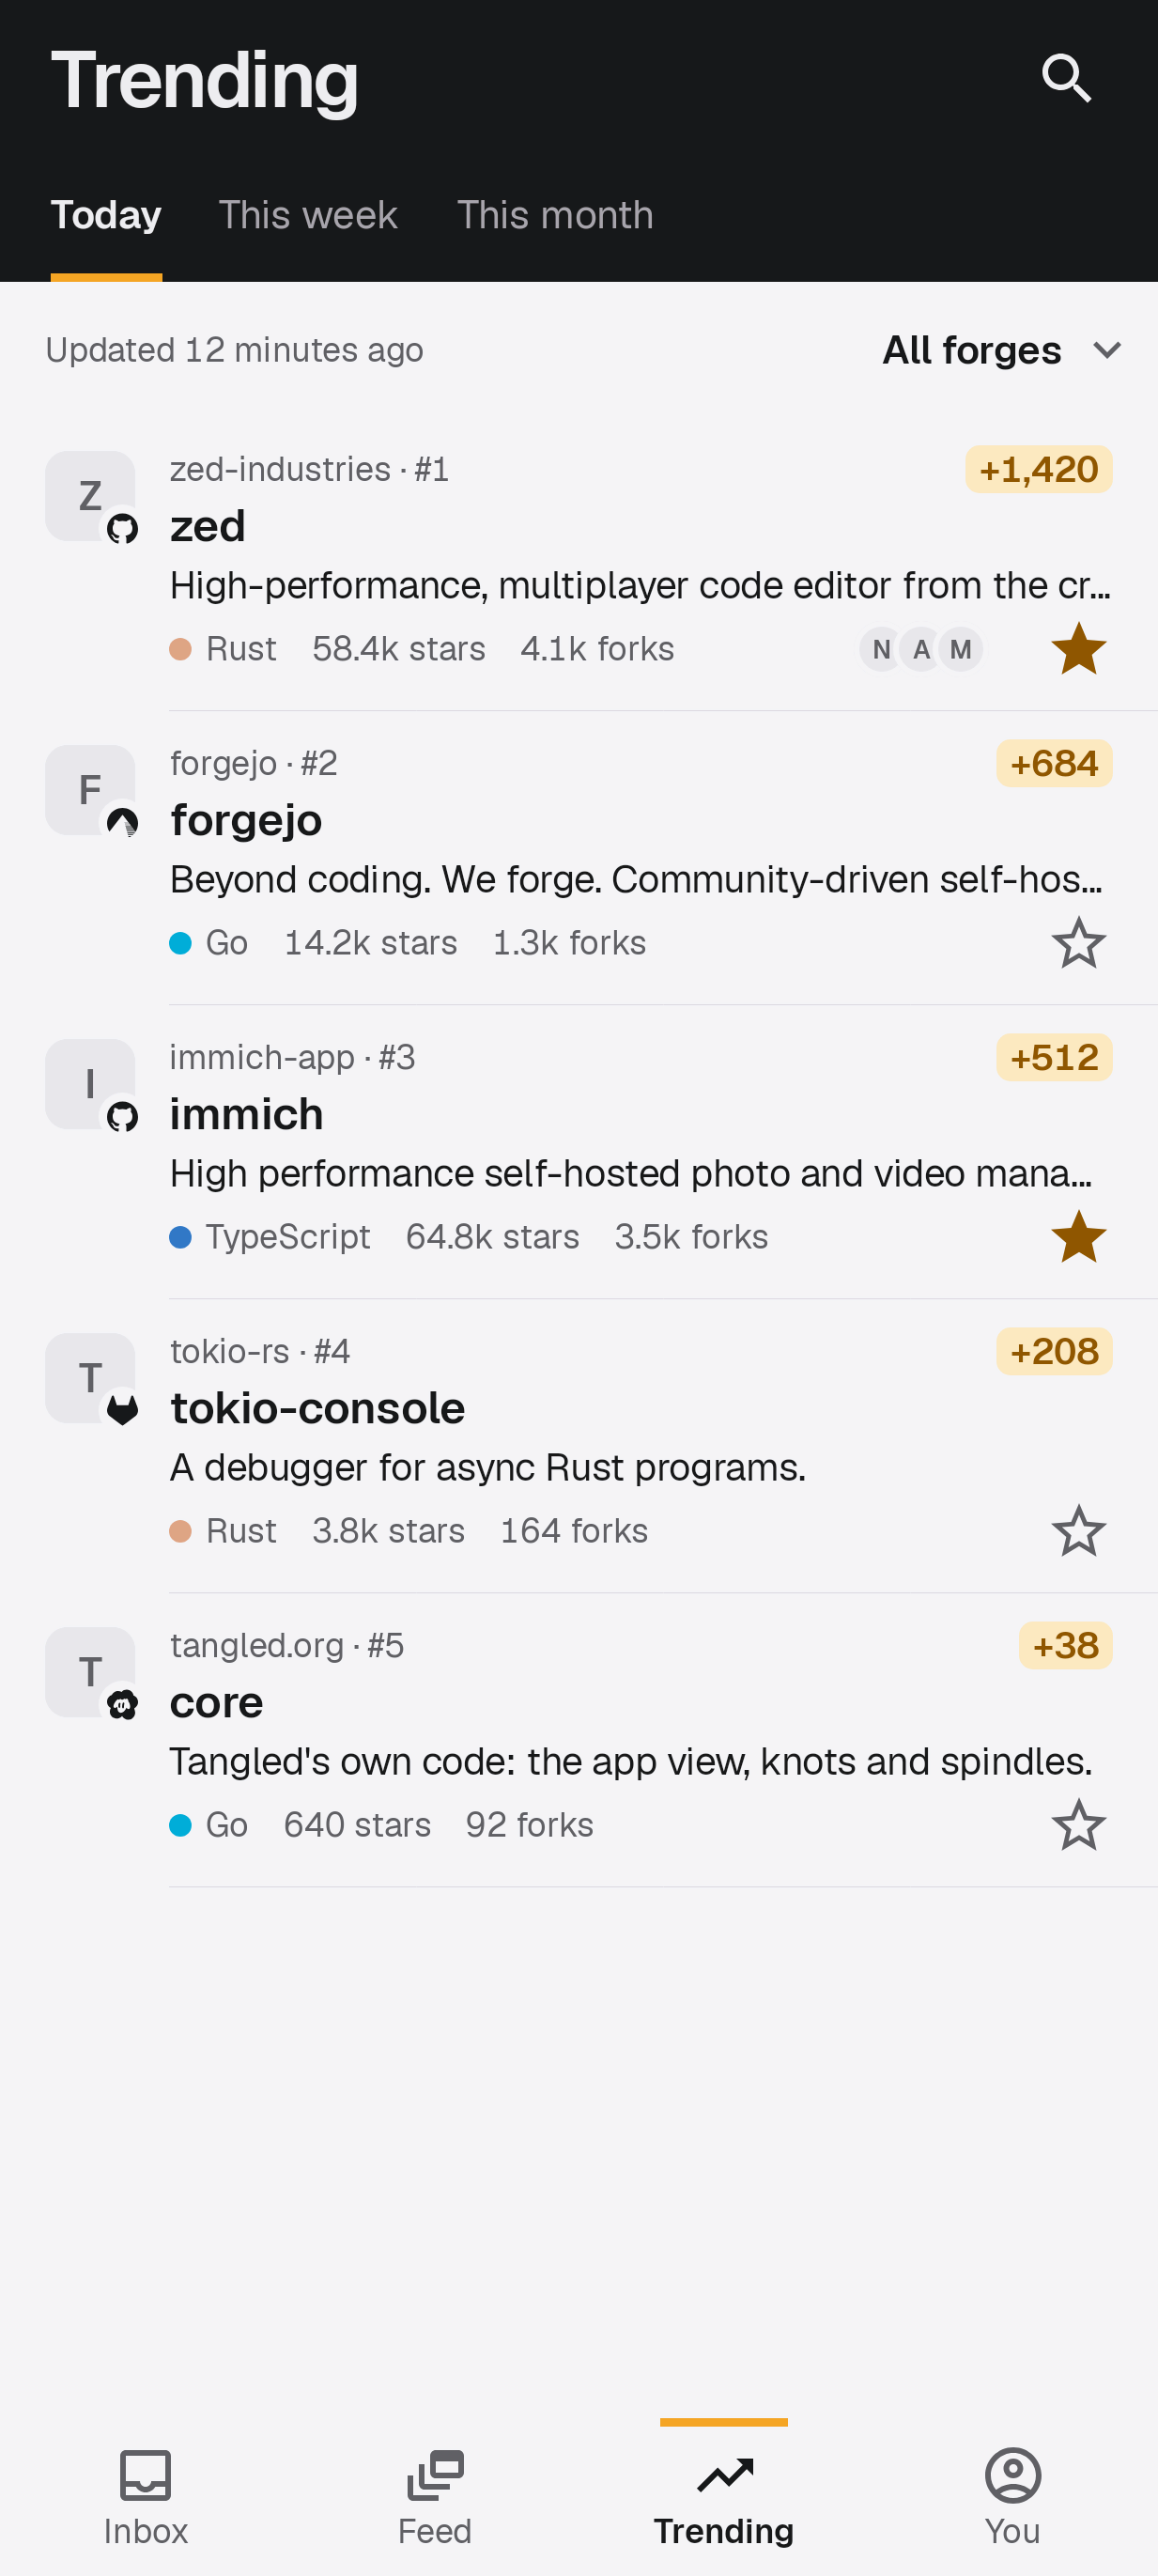 Trending
Today This week This month
Updated 12 minutes ago All forges
Z zed-industries · #1 +1,420
zed
High-performance, multiplayer code editor from the cr...
Rust 58.4k stars 4.1k forks N A M
F forgejo · #2 +684
forgejo
Beyond coding. We forge. Community-driven self-hos...
Go 14.2k stars 1.3k forks
I immich-app · #3 +512
immich
High performance self-hosted photo and video mana...
TypeScript 64.8k stars 3.5k forks
T tokio-rs · #4 +208
tokio-console
A debugger for async Rust programs.
Rust 3.8k stars 164 forks
T tangled.org · #5 +38
core
Tangled's own code: the app view, knots and spindles.
Go 640 stars 92 forks
Inbox Feed Trending You